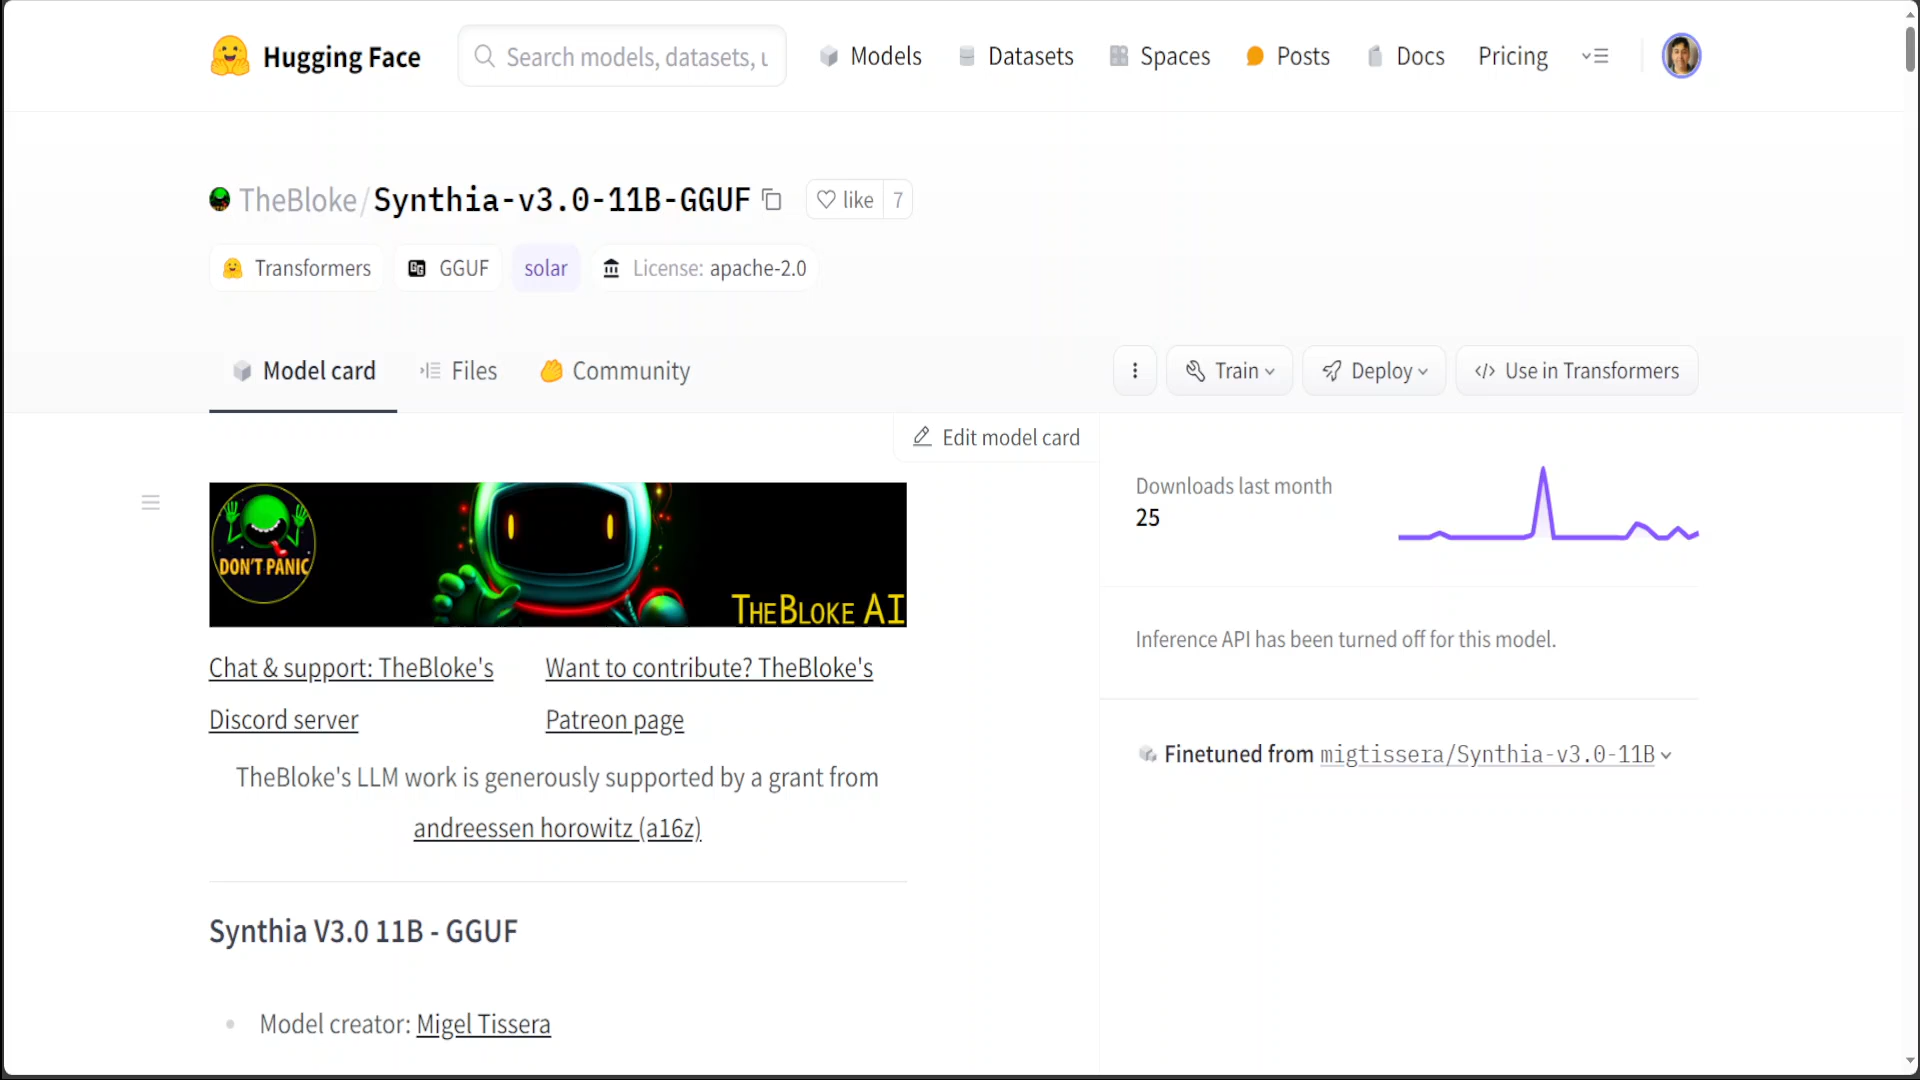 Hugging Face
Search models, datasets, u
Models
Datasets
Spaces
Posts
Docs
Pricing
TheBloke/Synthia-v3.0-11B-GGUF
like 7
Transformers
GGUF
solar
License: apache-2.0
Model card
Files
Community
Train
Deploy
Use in Transformers
Edit model card
DON'T PANIC
THEBLOKE AI
Chat & support: TheBloke's
Discord server
Want to contribute? TheBloke's
Patreon page
TheBloke's LLM work is generously supported by a grant from
andreessen horowitz (a16z)
Synthia V3.0 11B - GGUF
Model creator: Migel Tissera
Downloads last month
25
Inference API has been turned off for this model.
Finetuned from migtissera/Synthia-v3.0-11B